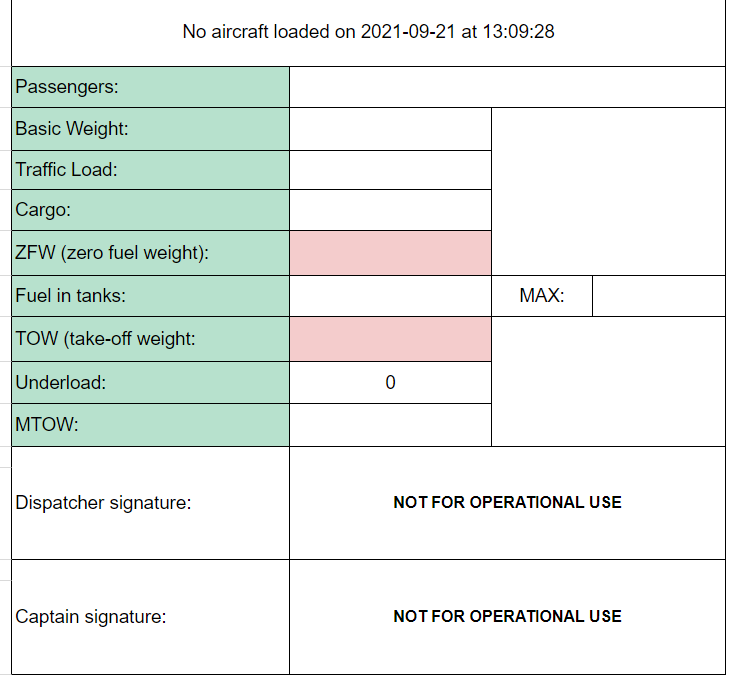 No aircraft loaded on 2021-09-21 at 13:09:28
Passengers:
Basic Weight:
Traffic Load:
Cargo:
ZFW (zero fuel weight):
Fuel in tanks: MAX:
TOW (take-off weight:
Underload: 0
MTOW:
Dispatcher signature: NOT FOR OPERATIONAL USE
Captain signature: NOT FOR OPERATIONAL USE